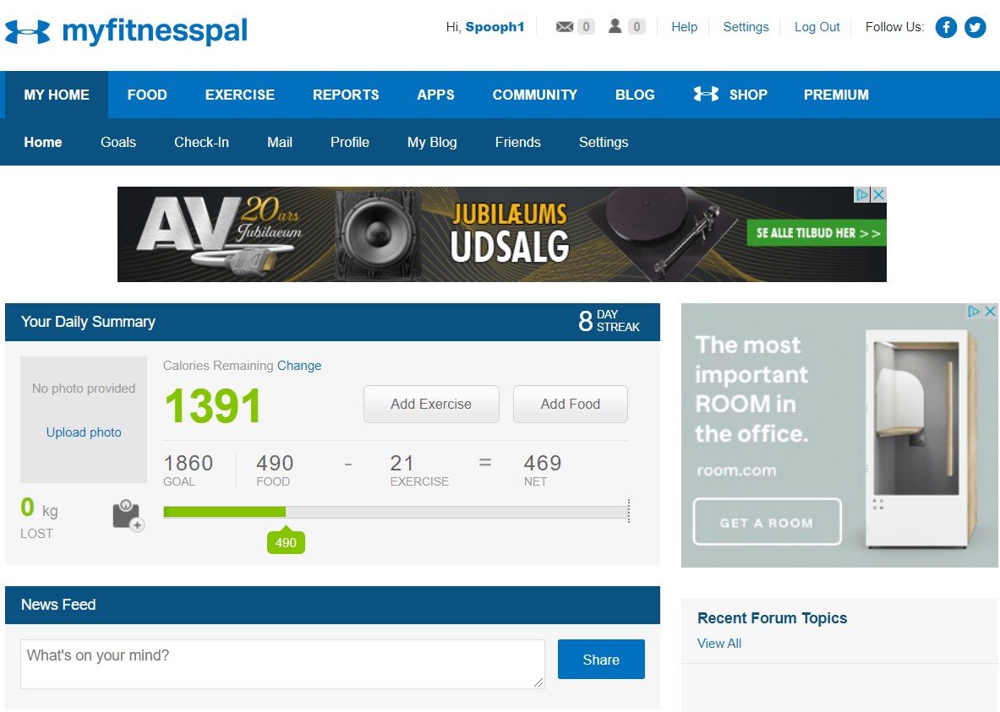 myfitnesspal
Hi, Spooph1
0
0
Help
Settings
Log Out
Follow Us:
MY HOME
FOOD
EXERCISE
REPORTS
APPS
COMMUNITY
BLOG
SHOP
PREMIUM
Home
Goals
Check-In
Mail
Profile
My Blog
Friends
Settings
AV
20års
Jubilaeum
JUBILÆUMS
UDSALG
SE ALLE TILBUD HER > >
Your Daily Summary
8 DAY
STREAK
No photo provided
Upload photo
0 kg
LOST
Calories Remaining Change
1391
Add Exercise
Add Food
1860
GOAL
490
FOOD
-
21
EXERCISE
=
469
NET
490
The most
important
ROOM in
the office.
room.com
GET A ROOM
News Feed
What's on your mind?
Share
Recent Forum Topics
View All